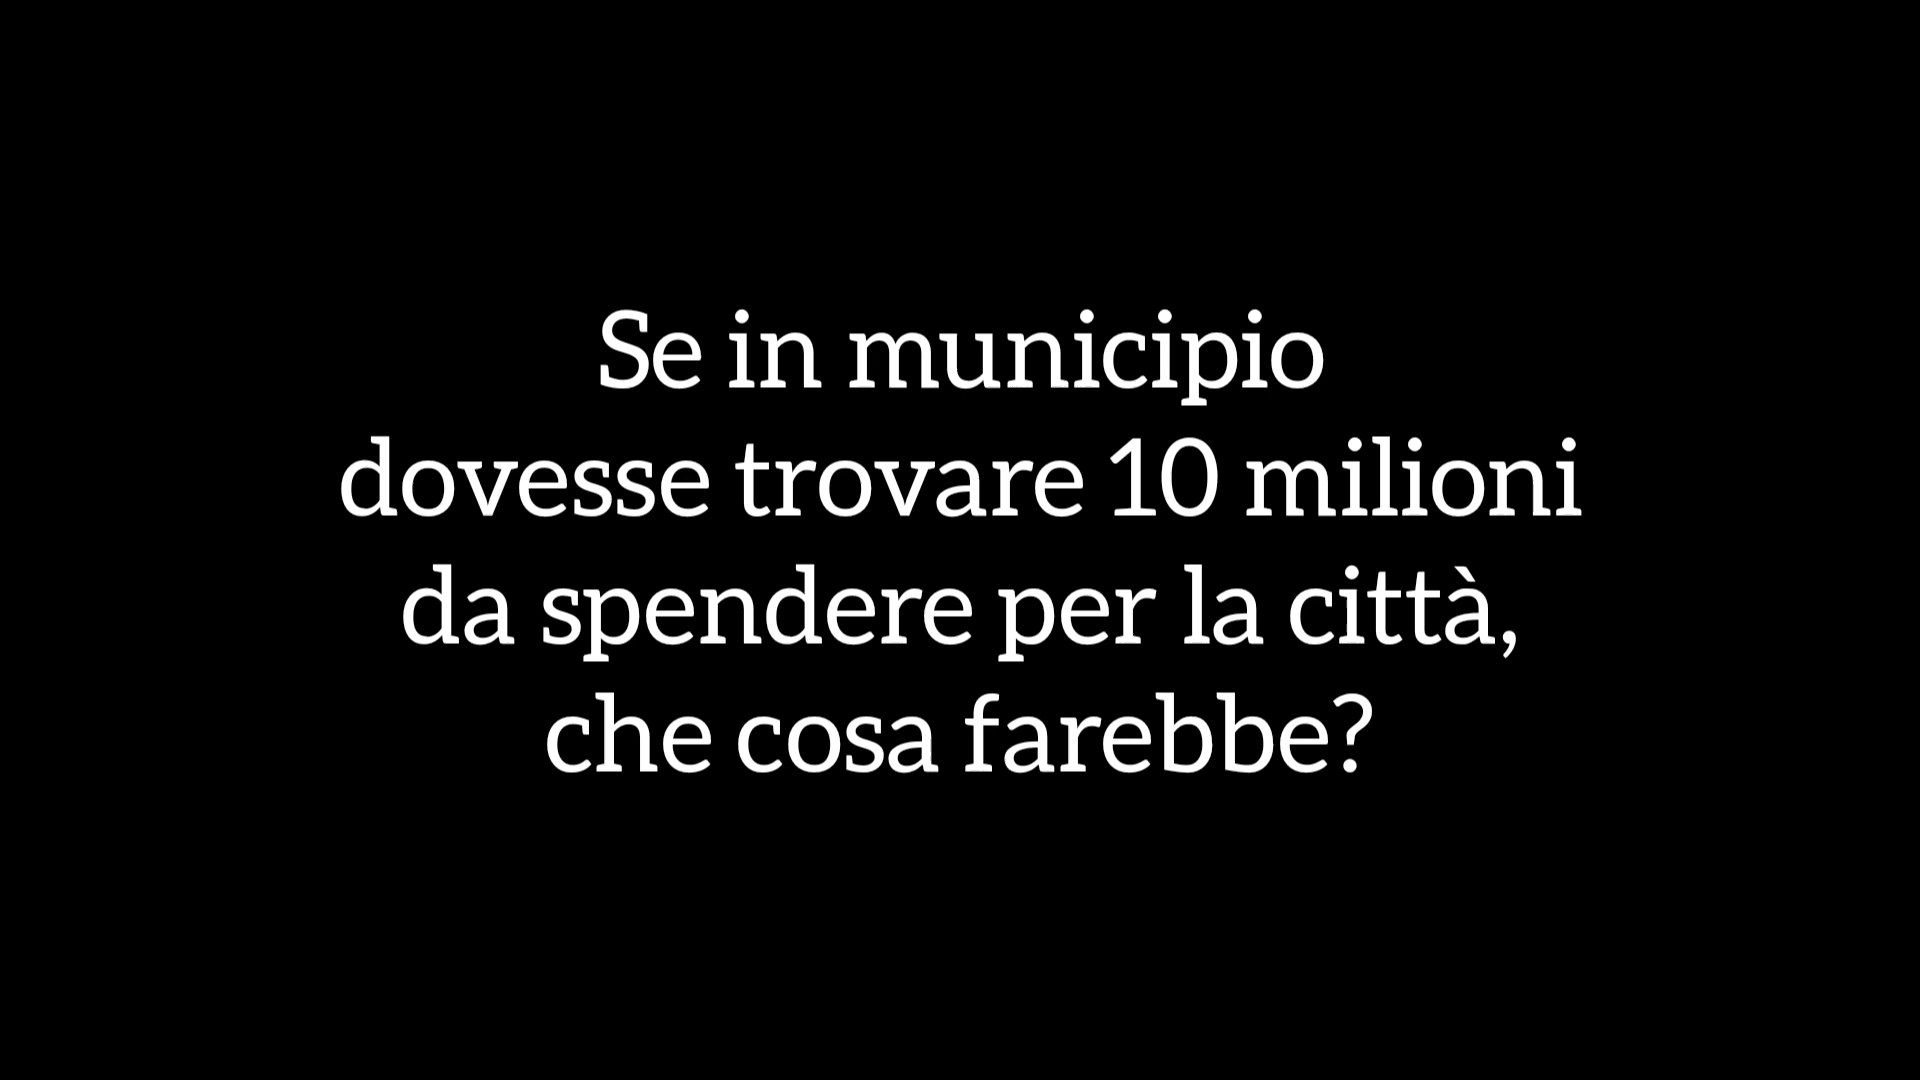 Se in municipio
dovesse trovare 10 milioni
da spendere per la città,
che cosa farebbe?